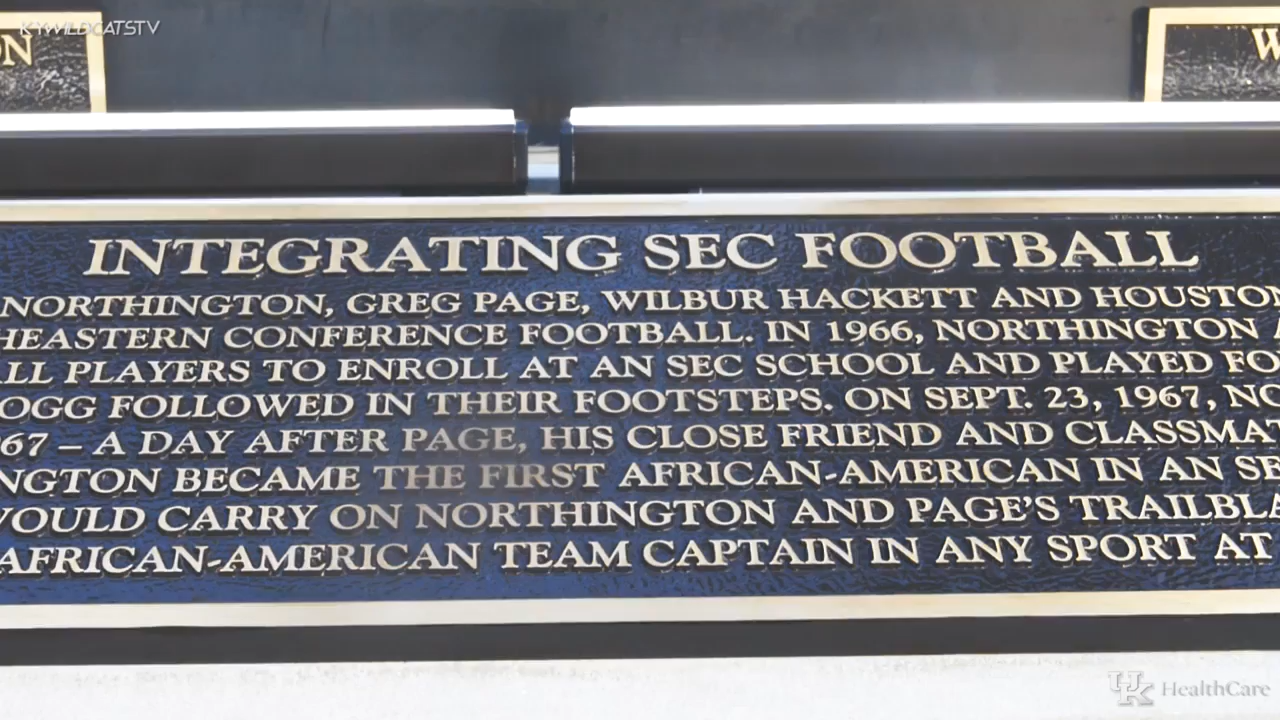 KYWILDCATSTV
ON
W
INTEGRATING SEC FOOTBALL
NORTHINGTON, GREG PAGE, WILBUR HACKETT AND HOUSTON
HEASTERN CONFERENCE FOOTBALL. IN 1966, NORTHINGTON A
LL PLAYERS TO ENROLL AT AN SEC SCHOOL AND PLAYED FO
OGG FOLLOWED IN THEIR FOOTSTEPS. ON SEPT. 23, 1967, NO
67 – A DAY AFTER PAGE, HIS CLOSE FRIEND AND CLASSMAT
NGTON BECAME THE FIRST AFRICAN-AMERICAN IN AN SE
WOULD CARRY ON NORTHINGTON AND PAGE'S TRAILBLA
AFRICAN-AMERICAN TEAM CAPTAIN IN ANY SPORT AT
UK HealthCare